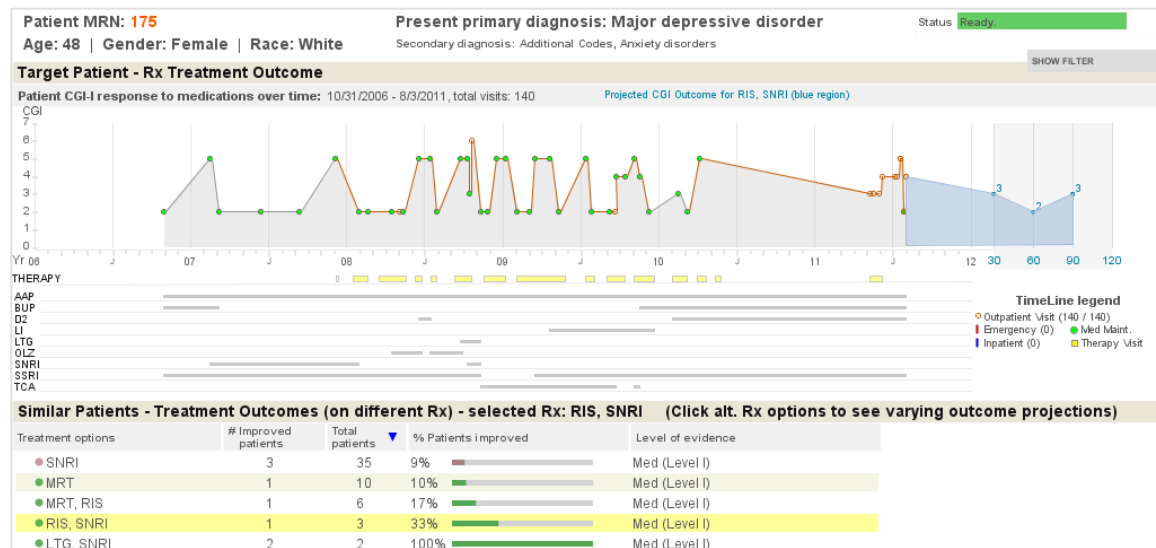 Patient MRN: 175
Present primary diagnosis: Major depressive disorder
Status Ready.
Age: 48 | Gender: Female | Race: White
Secondary diagnosis: Additional Codes, Anxiety disorders
SHOW FILTER
Target Patient - Rx Treatment Outcome
Patient CGI-I response to medications over time: 10/31/2006 - 8/3/2011, total visits: 140
Projected CGI Outcome for RIS, SNRI (blue region)
CGI
7
6
5
4
3
2
1
0
3
2
3
Yr 06 J 07 J 08 J 09 J 10 J 11 J 12 30 60 90 120
THERAPY
AAP
BUP
D2
LI
LTG
OLZ
SNRI
SSRI
TCA
TimeLine legend
Outpatient Visit (140 / 140)
Emergency (0) Med Maint.
Inpatient (0) Therapy Visit
Similar Patients - Treatment Outcomes (on different Rx) - selected Rx: RIS, SNRI (Click alt. Rx options to see varying outcome projections)
Treatment options # Improved patients Total patients % Patients improved Level of evidence
SNRI 3 35 9% Med (Level I)
MRT 1 10 10% Med (Level I)
MRT, RIS 1 6 17% Med (Level I)
RIS, SNRI 1 3 33% Med (Level I)
LTG, SNRI 2 2 100% Med (Level I)